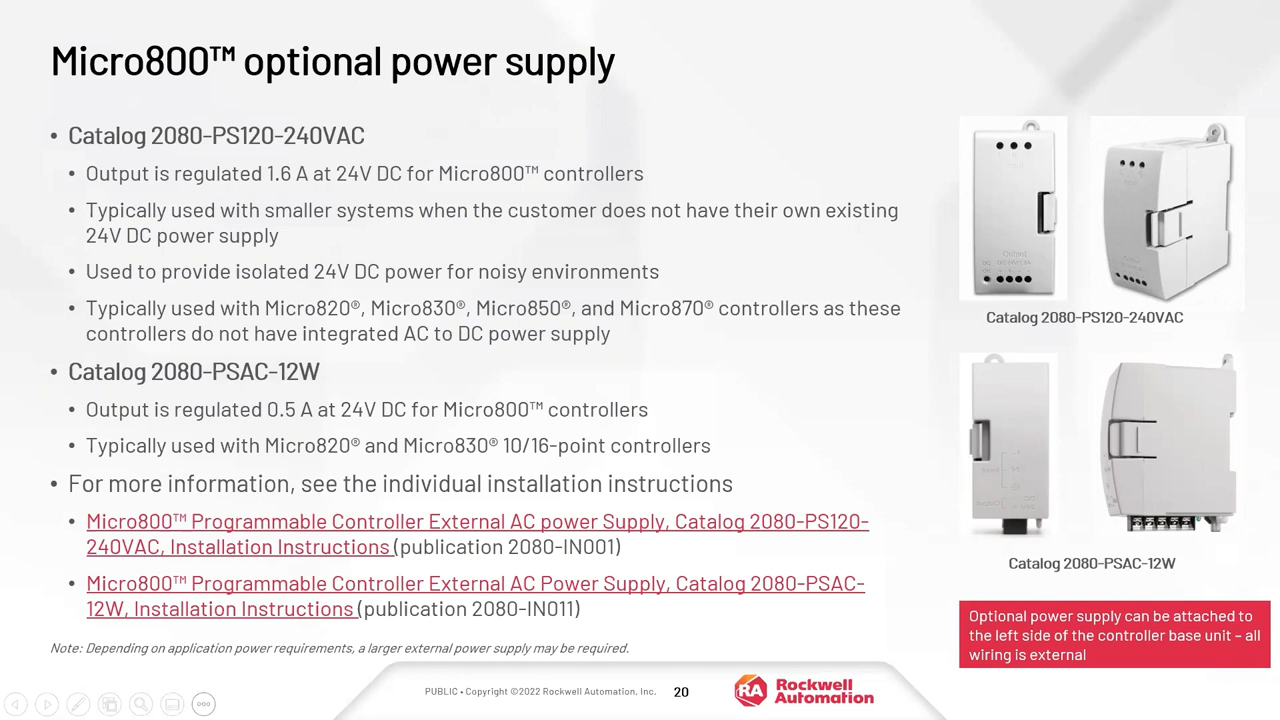 Micro800™ optional power supply
• Catalog 2080-PS120-240VAC
• Output is regulated 1.6 A at 24V DC for Micro800™ controllers
• Typically used with smaller systems when the customer does not have their own existing
24V DC power supply
• Used to provide isolated 24V DC power for noisy environments
• Typically used with Micro820®, Micro830®, Micro850®, and Micro870® controllers as these
controllers do not have integrated AC to DC power supply
• Catalog 2080-PSAC-12W
• Output is regulated 0.5 A at 24V DC for Micro800™ controllers
• Typically used with Micro820® and Micro830® 10/16-point controllers
• For more information, see the individual installation instructions
• Micro800™ Programmable Controller External AC power Supply, Catalog 2080-PS120-
240VAC, Installation Instructions (publication 2080-IN001)
• Micro800™ Programmable Controller External AC Power Supply, Catalog 2080-PSAC-
12W, Installation Instructions (publication 2080-IN011)
Note: Depending on application power requirements, a larger external power supply may be required.
Output
Catalog 2080-PS120-240VAC
Catalog 2080-PSAC-12W
Optional power supply can be attached to
the left side of the controller base unit – all
wiring is external
PUBLIC • Copyright ©2022 Rockwell Automation, Inc. 20
RA Rockwell
Automation